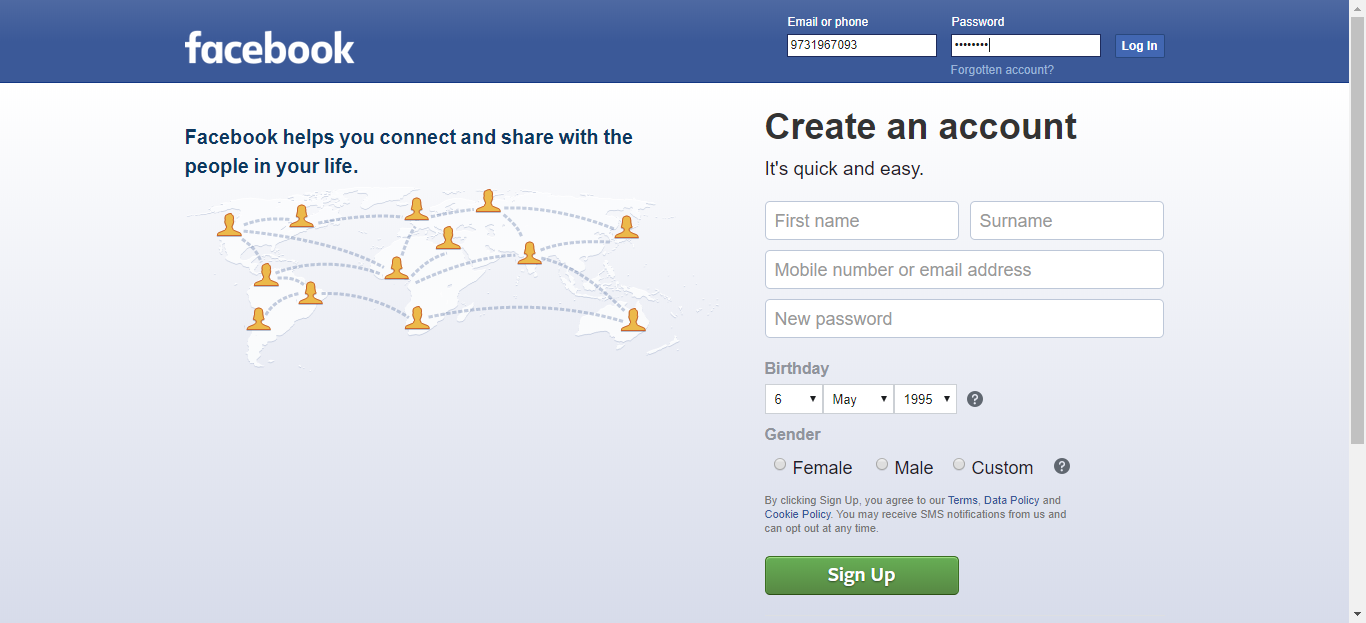 facebook
Email or phone
Password
9731967093
••••••••
Log In
Forgotten account?
Facebook helps you connect and share with the
people in your life.
Create an account
It's quick and easy.
First name
Surname
Mobile number or email address
New password
Birthday
6 May 1995 ?
Gender
Female Male Custom ?
By clicking Sign Up, you agree to our Terms, Data Policy and
Cookie Policy. You may receive SMS notifications from us and
can opt out at any time.
Sign Up